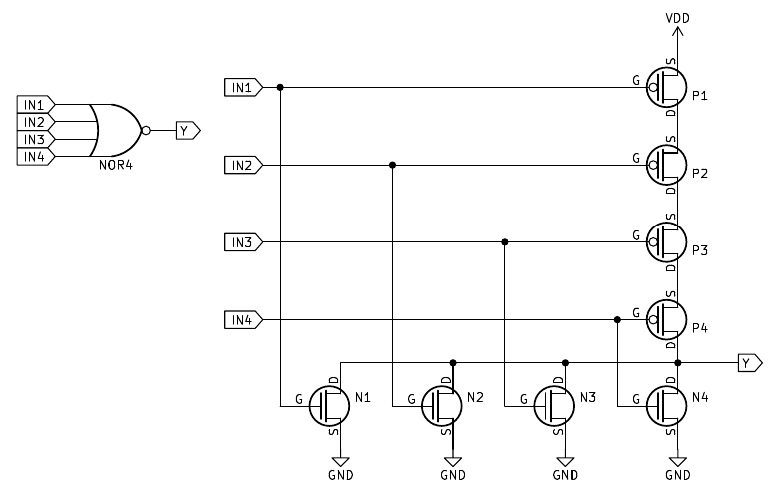 VDD
S
IN1 G P1
D
IN1
IN2
IN3 Y
IN4
NOR4
S
IN2 G P2
D
S
IN3 G P3
D
S
IN4 G P4
D
Y
D D D D
G N1 G N2 G N3 G N4
S S S S
GND GND GND GND